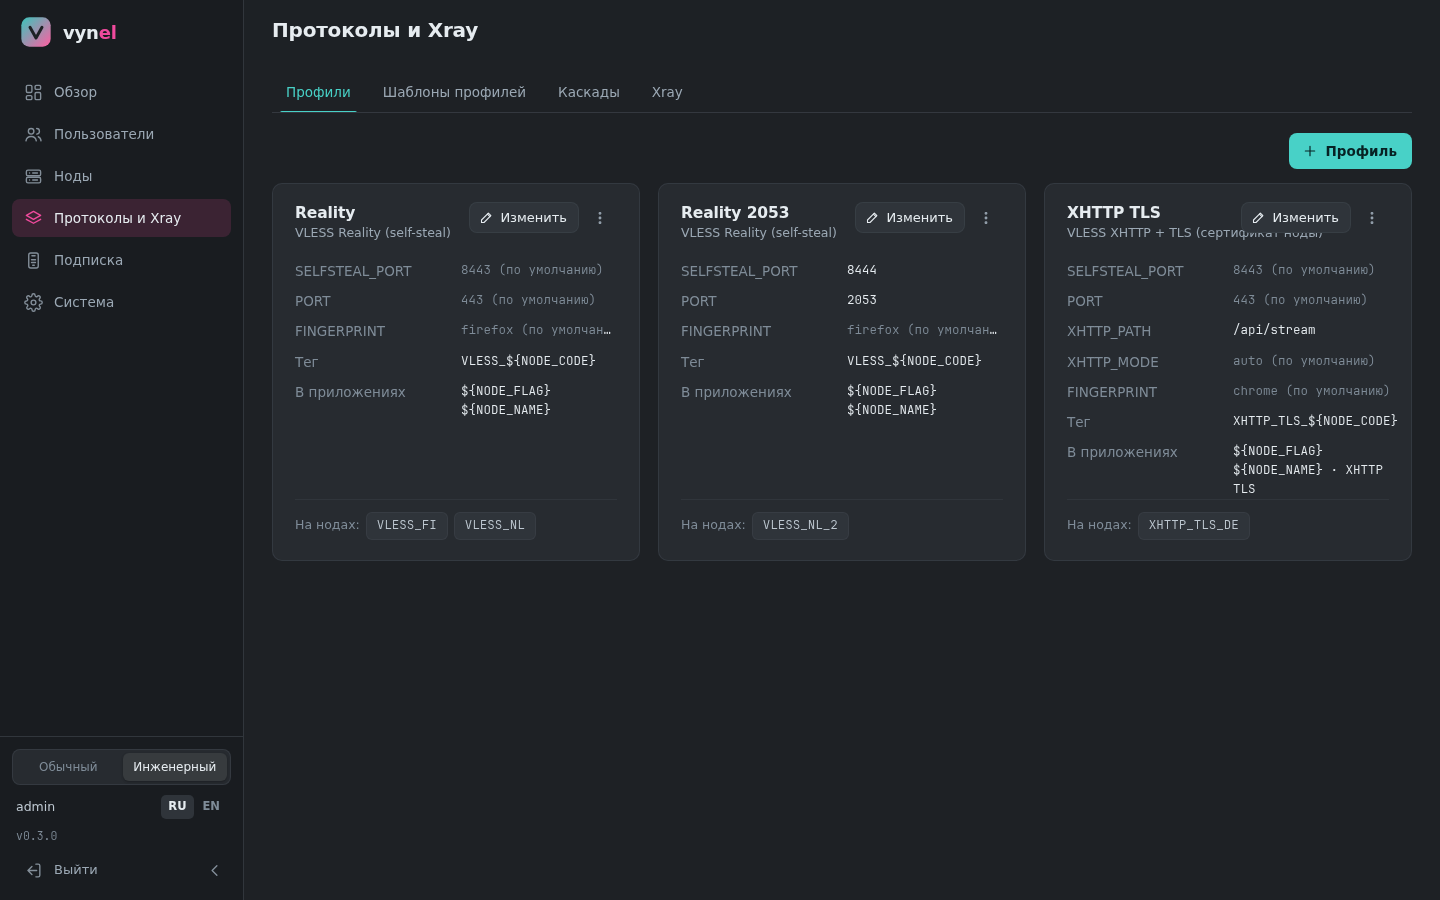 vynel
Обзор
Пользователи
Ноды
Протоколы и Xray
Подписка
Система
Обычный
Инженерный
admin
RU
EN
v0.3.0
Выйти
Протоколы и Xray
Профили
Шаблоны профилей
Каскады
Xray
Профиль
Reality
VLESS Reality (self-steal)
Изменить
SELFSTEAL_PORT 8443 (по умолчанию)
PORT 443 (по умолчанию)
FINGERPRINT firefox (по умолчан…
Тег VLESS_${NODE_CODE}
В приложениях ${NODE_FLAG}
${NODE_NAME}
На нодах: VLESS_FI VLESS_NL
Reality 2053
VLESS Reality (self-steal)
Изменить
SELFSTEAL_PORT 8444
PORT 2053
FINGERPRINT firefox (по умолчан…
Тег VLESS_${NODE_CODE}
В приложениях ${NODE_FLAG}
${NODE_NAME}
На нодах: VLESS_NL_2
XHTTP TLS
VLESS XHTTP + TLS (сертификат ноды)
Изменить
SELFSTEAL_PORT 8443 (по умолчанию)
PORT 443 (по умолчанию)
XHTTP_PATH /api/stream
XHTTP_MODE auto (по умолчанию)
FINGERPRINT chrome (по умолчанию)
Тег XHTTP_TLS_${NODE_CODE}
В приложениях ${NODE_FLAG}
${NODE_NAME} · XHTTP
TLS
На нодах: XHTTP_TLS_DE